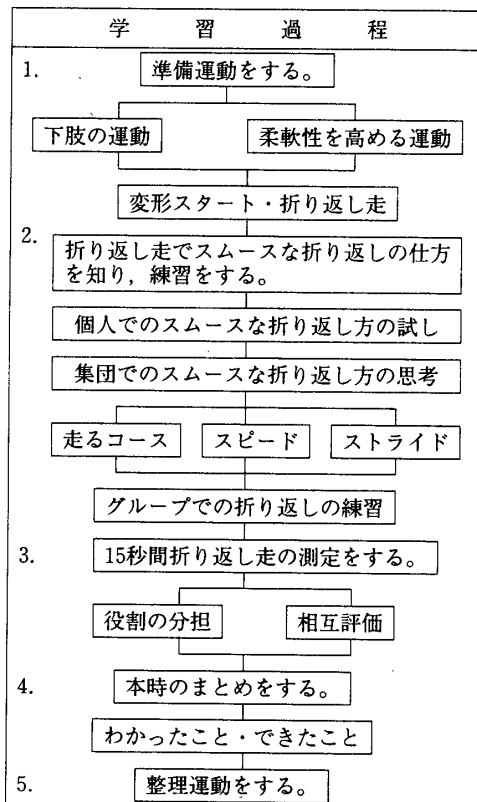 学習過程
1. 準備運動をする。
下肢の運動 柔軟性を高める運動
変形スタート・折り返し走
2. 折り返し走でスムースな折り返しの仕方
を知り，練習をする。
個人でのスムースな折り返し方の試し
集団でのスムースな折り返し方の思考
走るコース スピード ストライド
グループでの折り返しの練習
3. 15秒間折り返し走の測定をする。
役割の分担 相互評価
4. 本時のまとめをする。
わかったこと・できたこと
5. 整理運動をする。